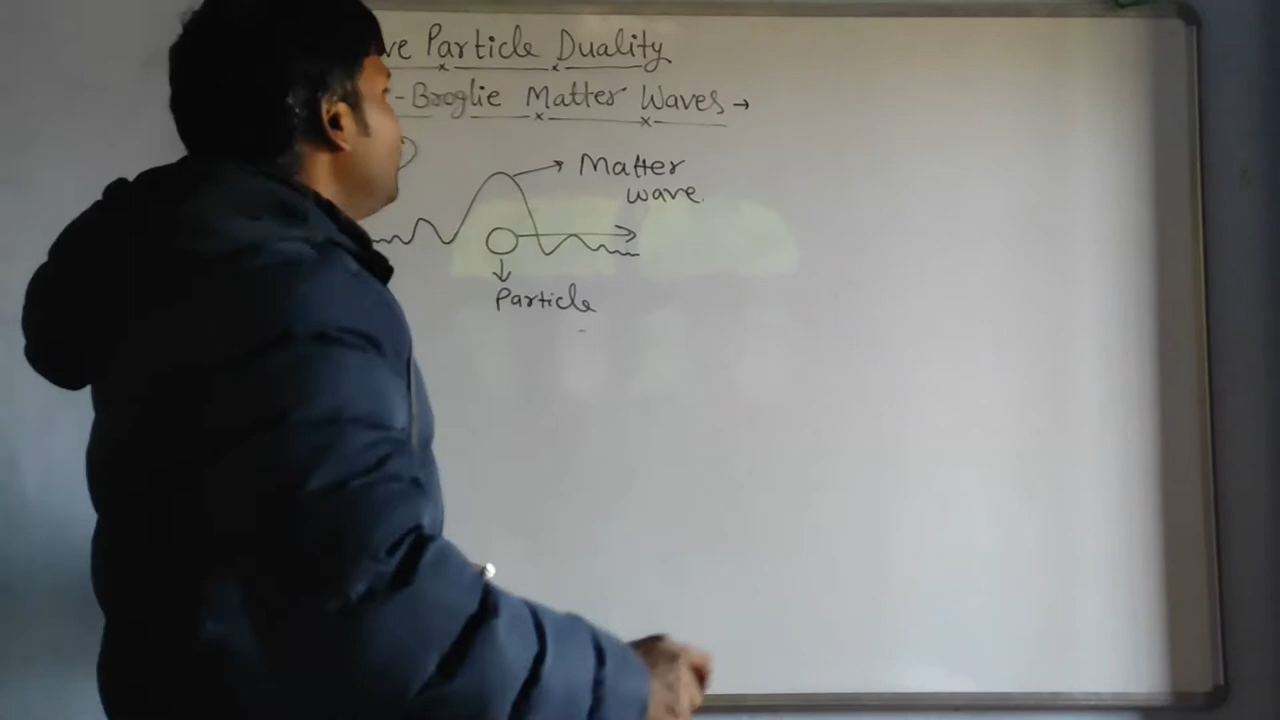 ve Particle Duality
-Broglie Matter Waves →
Matter
wave.
Particle